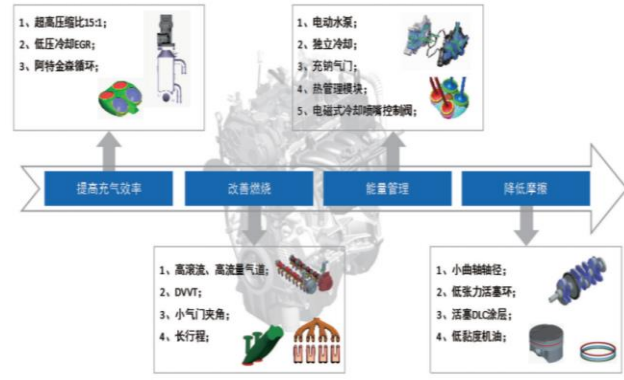 1、超高压缩比15:1;
2、低压冷却EGR;
3、阿特金森循环;
1、电动水泵;
2、独立冷却;
3、充钠气门;
4、热管理模块;
5、电磁式冷却喷嘴控制阀;
提高充气效率
改善燃烧
能量管理
降低摩擦
1、高滚流、高流量气道;
2、DVVT;
3、小气门夹角;
4、长行程;
1、小曲轴轴径;
2、低张力活塞环;
3、活塞DLC涂层;
4、低黏度机油;